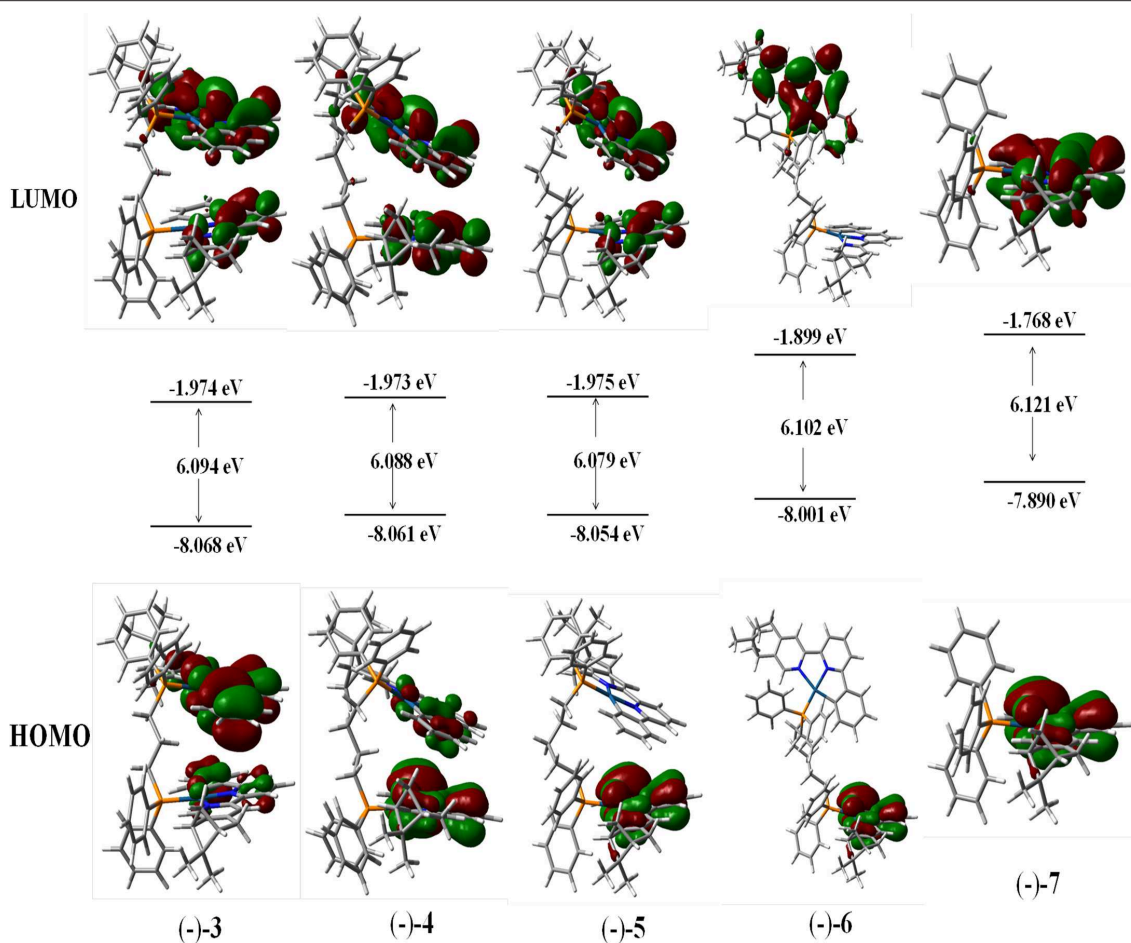 LUMO
-1.974 eV
6.094 eV
-8.068 eV
-1.973 eV
6.088 eV
-8.061 eV
-1.975 eV
6.079 eV
-8.054 eV
-1.899 eV
6.102 eV
-8.001 eV
-1.768 eV
6.121 eV
-7.890 eV
HOMO
(-)-3
(-)-4
(-)-5
(-)-6
(-)-7